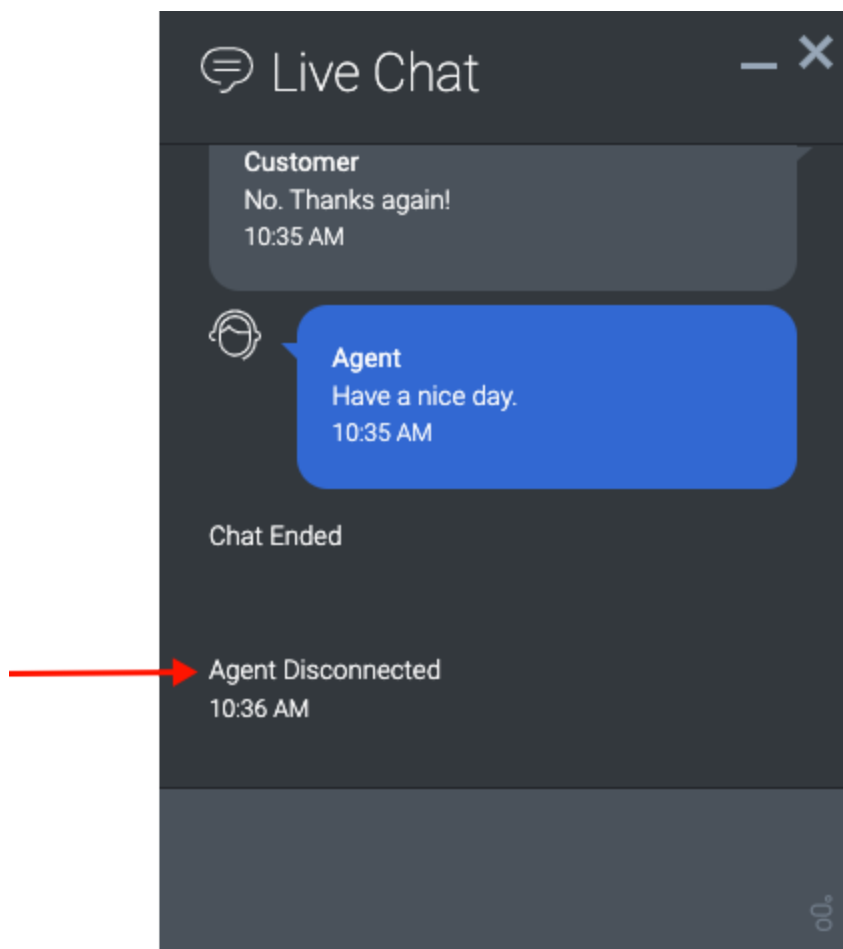 Live Chat
Customer
No. Thanks again!
10:35 AM
Agent
Have a nice day.
10:35 AM
Chat Ended
Agent Disconnected
10:36 AM